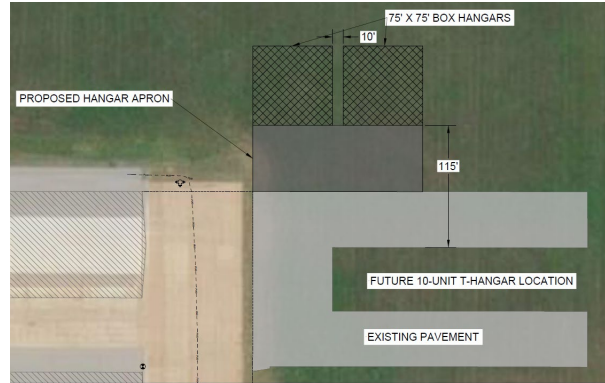 75' X 75' BOX HANGARS
10'
PROPOSED HANGAR APRON
115'
FUTURE 10-UNIT T-HANGAR LOCATION
EXISTING PAVEMENT